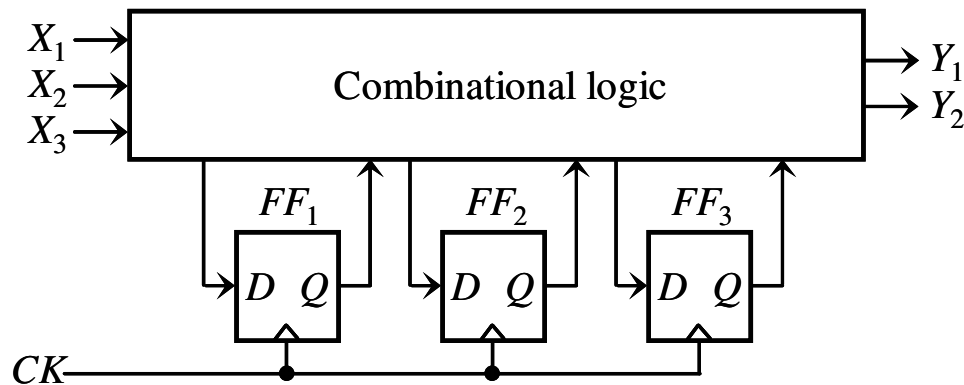 X1
X2
X3
Combinational logic
Y1
Y2
FF1 FF2 FF3
D Q D Q D Q
CK